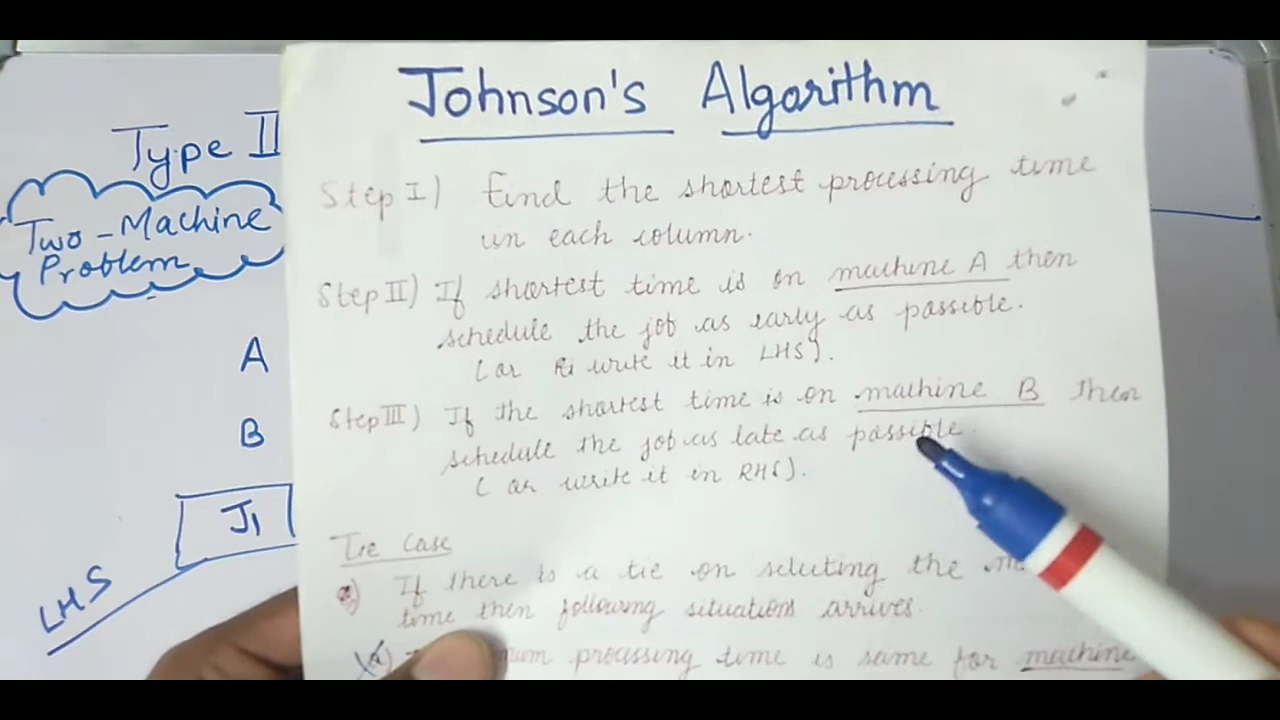 Johnson's Algorithm
Step I) Find the shortest processing time
in each column.
Step II) If shortest time is on machine A then
schedule the job as early as possible.
(or write it in LHS).
Step III) If the shortest time is on machine B then
schedule the job as late as possible.
(or write it in RHS).
Tie Case
If there is a tie on selecting the
time then following situations arrives.
processing time is same for machine
Type II
Two-Machine
Problem
A
B
J1
LHS